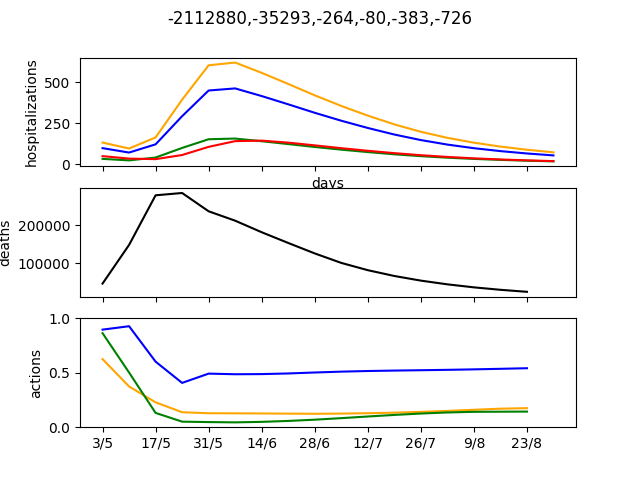 -2112880,-35293,-264,-80,-383,-726
hospitalizations
500
250
0
days
deaths
200000
100000
actions
1.0
0.5
0.0
3/5 17/5 31/5 14/6 28/6 12/7 26/7 9/8 23/8